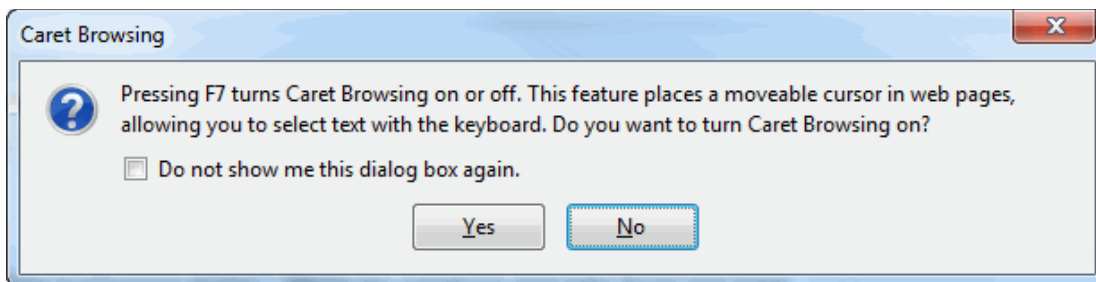 Caret Browsing
Pressing F7 turns Caret Browsing on or off. This feature places a moveable cursor in web pages,
allowing you to select text with the keyboard. Do you want to turn Caret Browsing on?
Do not show me this dialog box again.
Yes
No